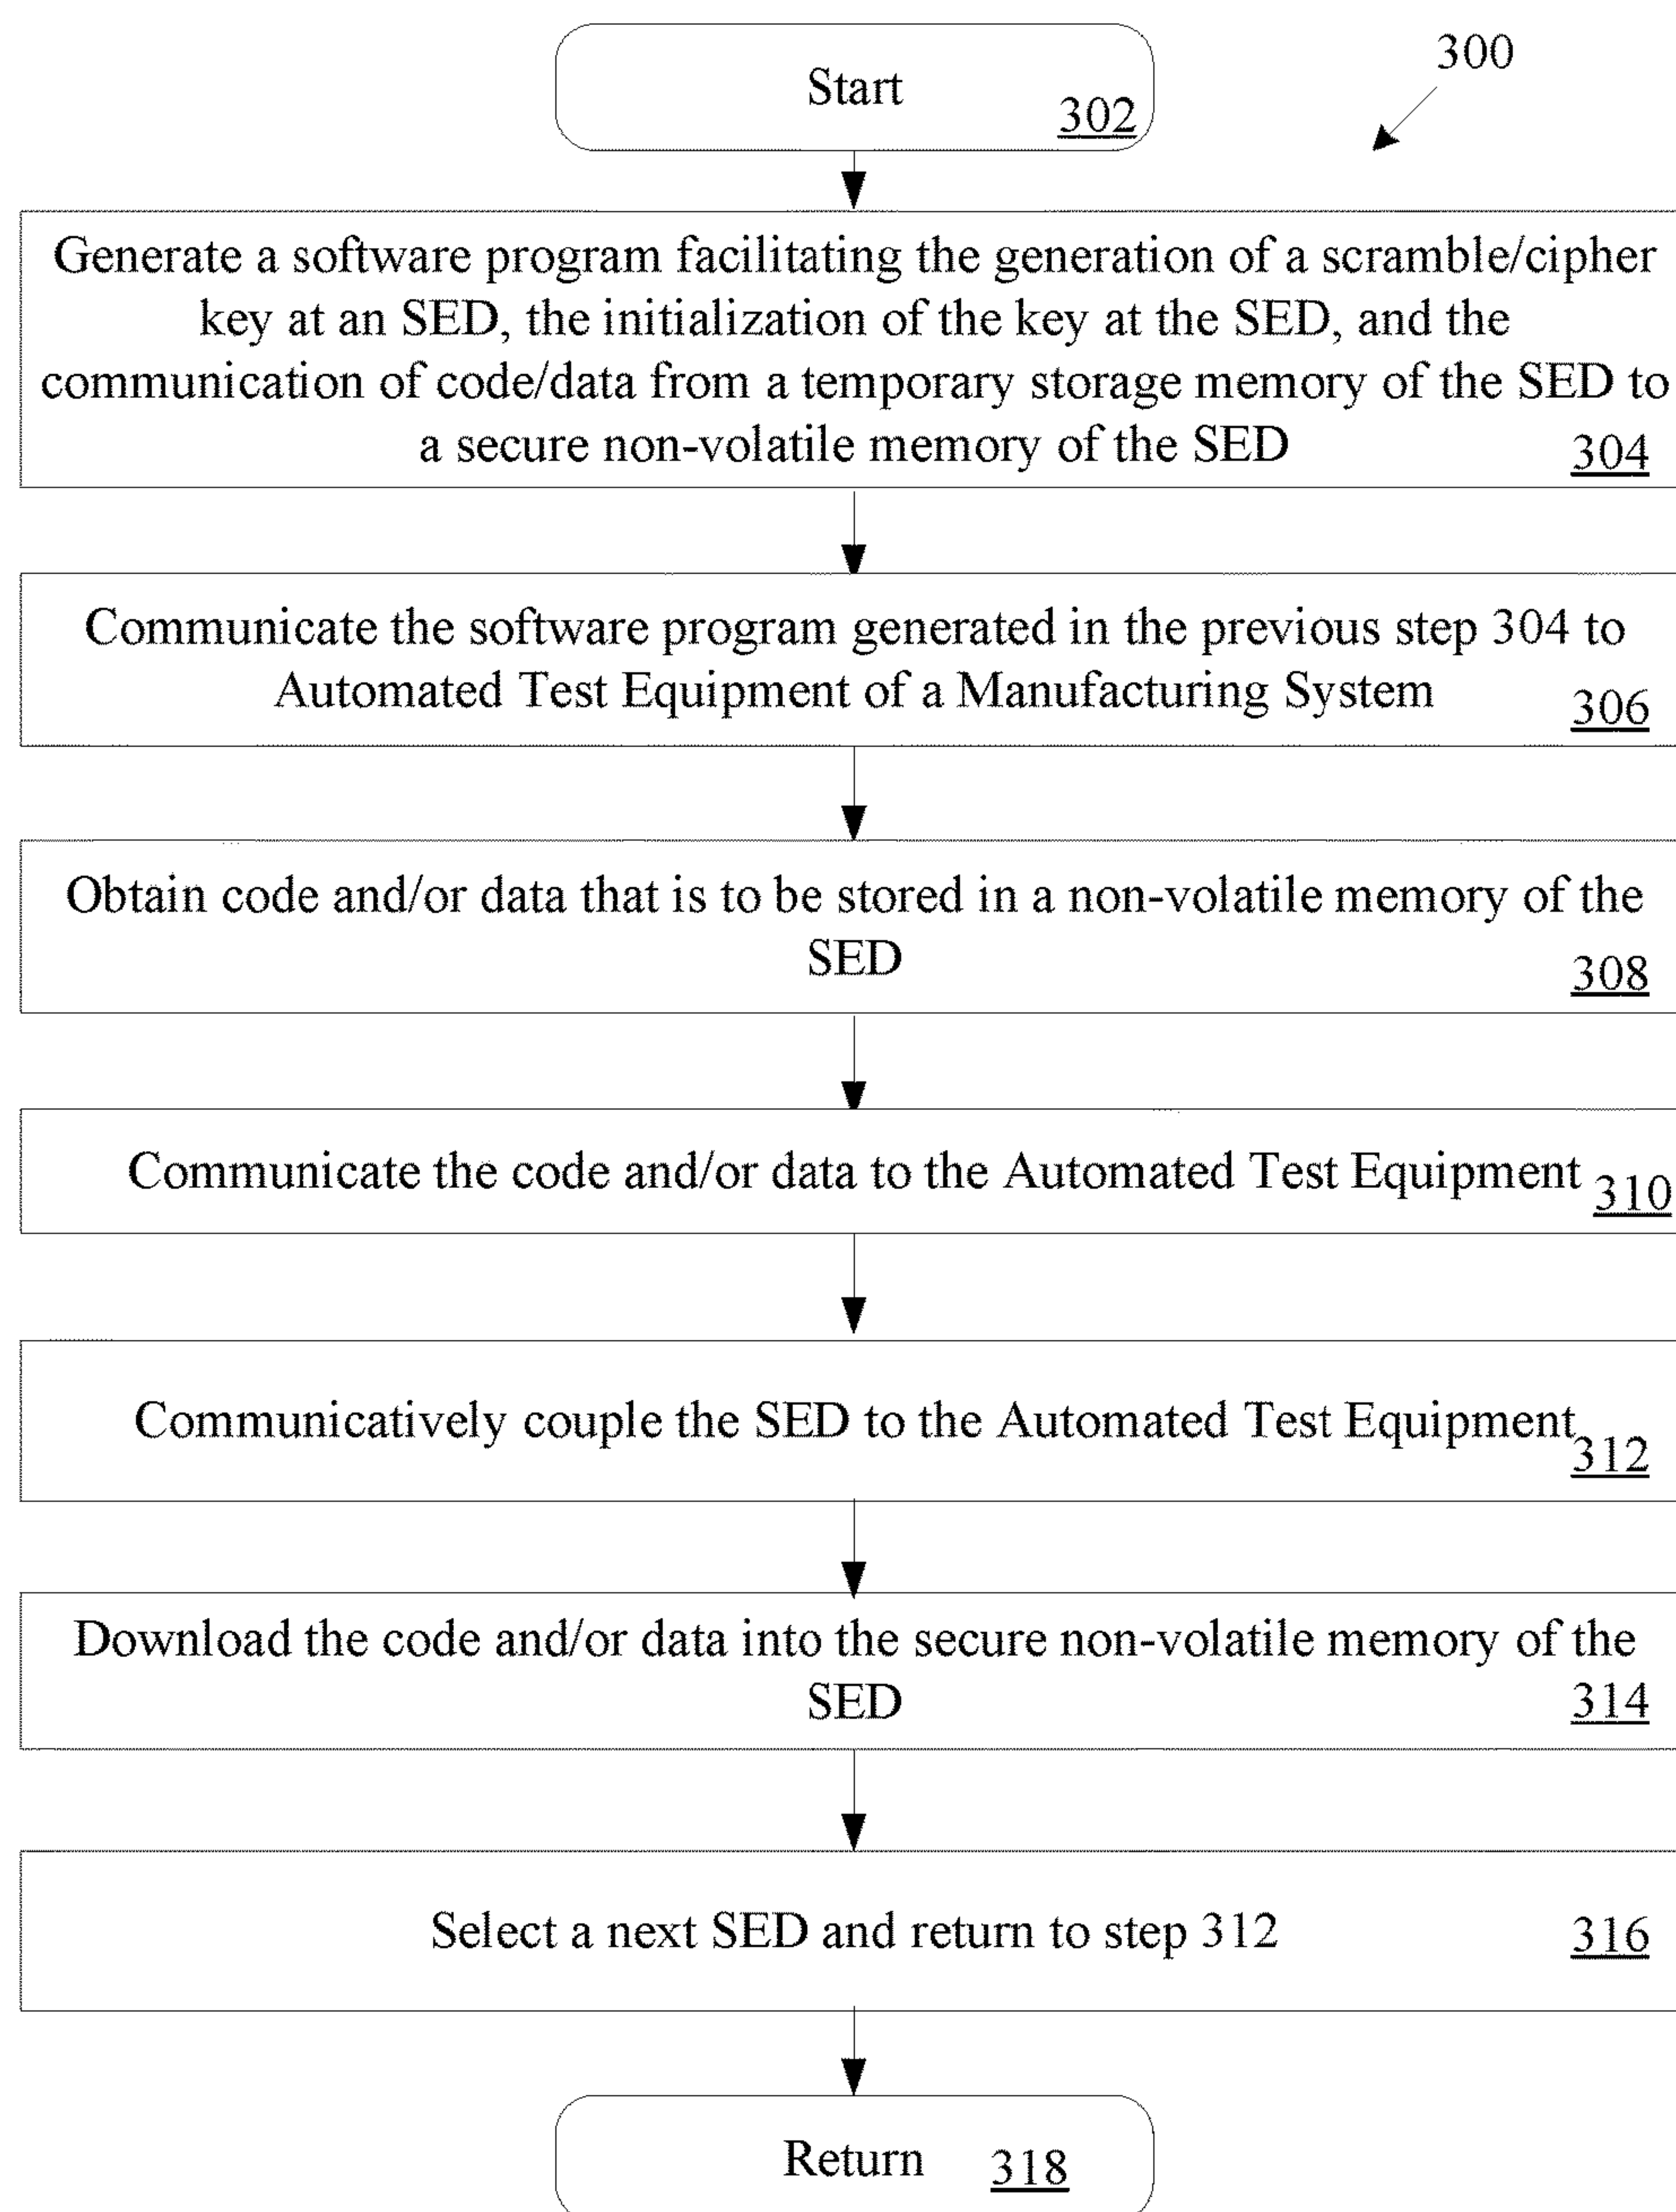 300
Start
302
Generate a software program facilitating the generation of a scramble/cipher
key at an SED, the initialization of the key at the SED, and the
communication of code/data from a temporary storage memory of the SED to
a secure non-volatile memory of the SED
304
Communicate the software program generated in the previous step 304 to
Automated Test Equipment of a Manufacturing System
306
Obtain code and/or data that is to be stored in a non-volatile memory of the
SED
308
Communicate the code and/or data to the Automated Test Equipment
310
Communicatively couple the SED to the Automated Test Equipment
312
Download the code and/or data into the secure non-volatile memory of the
SED
314
Select a next SED and return to step 312
316
Return
318